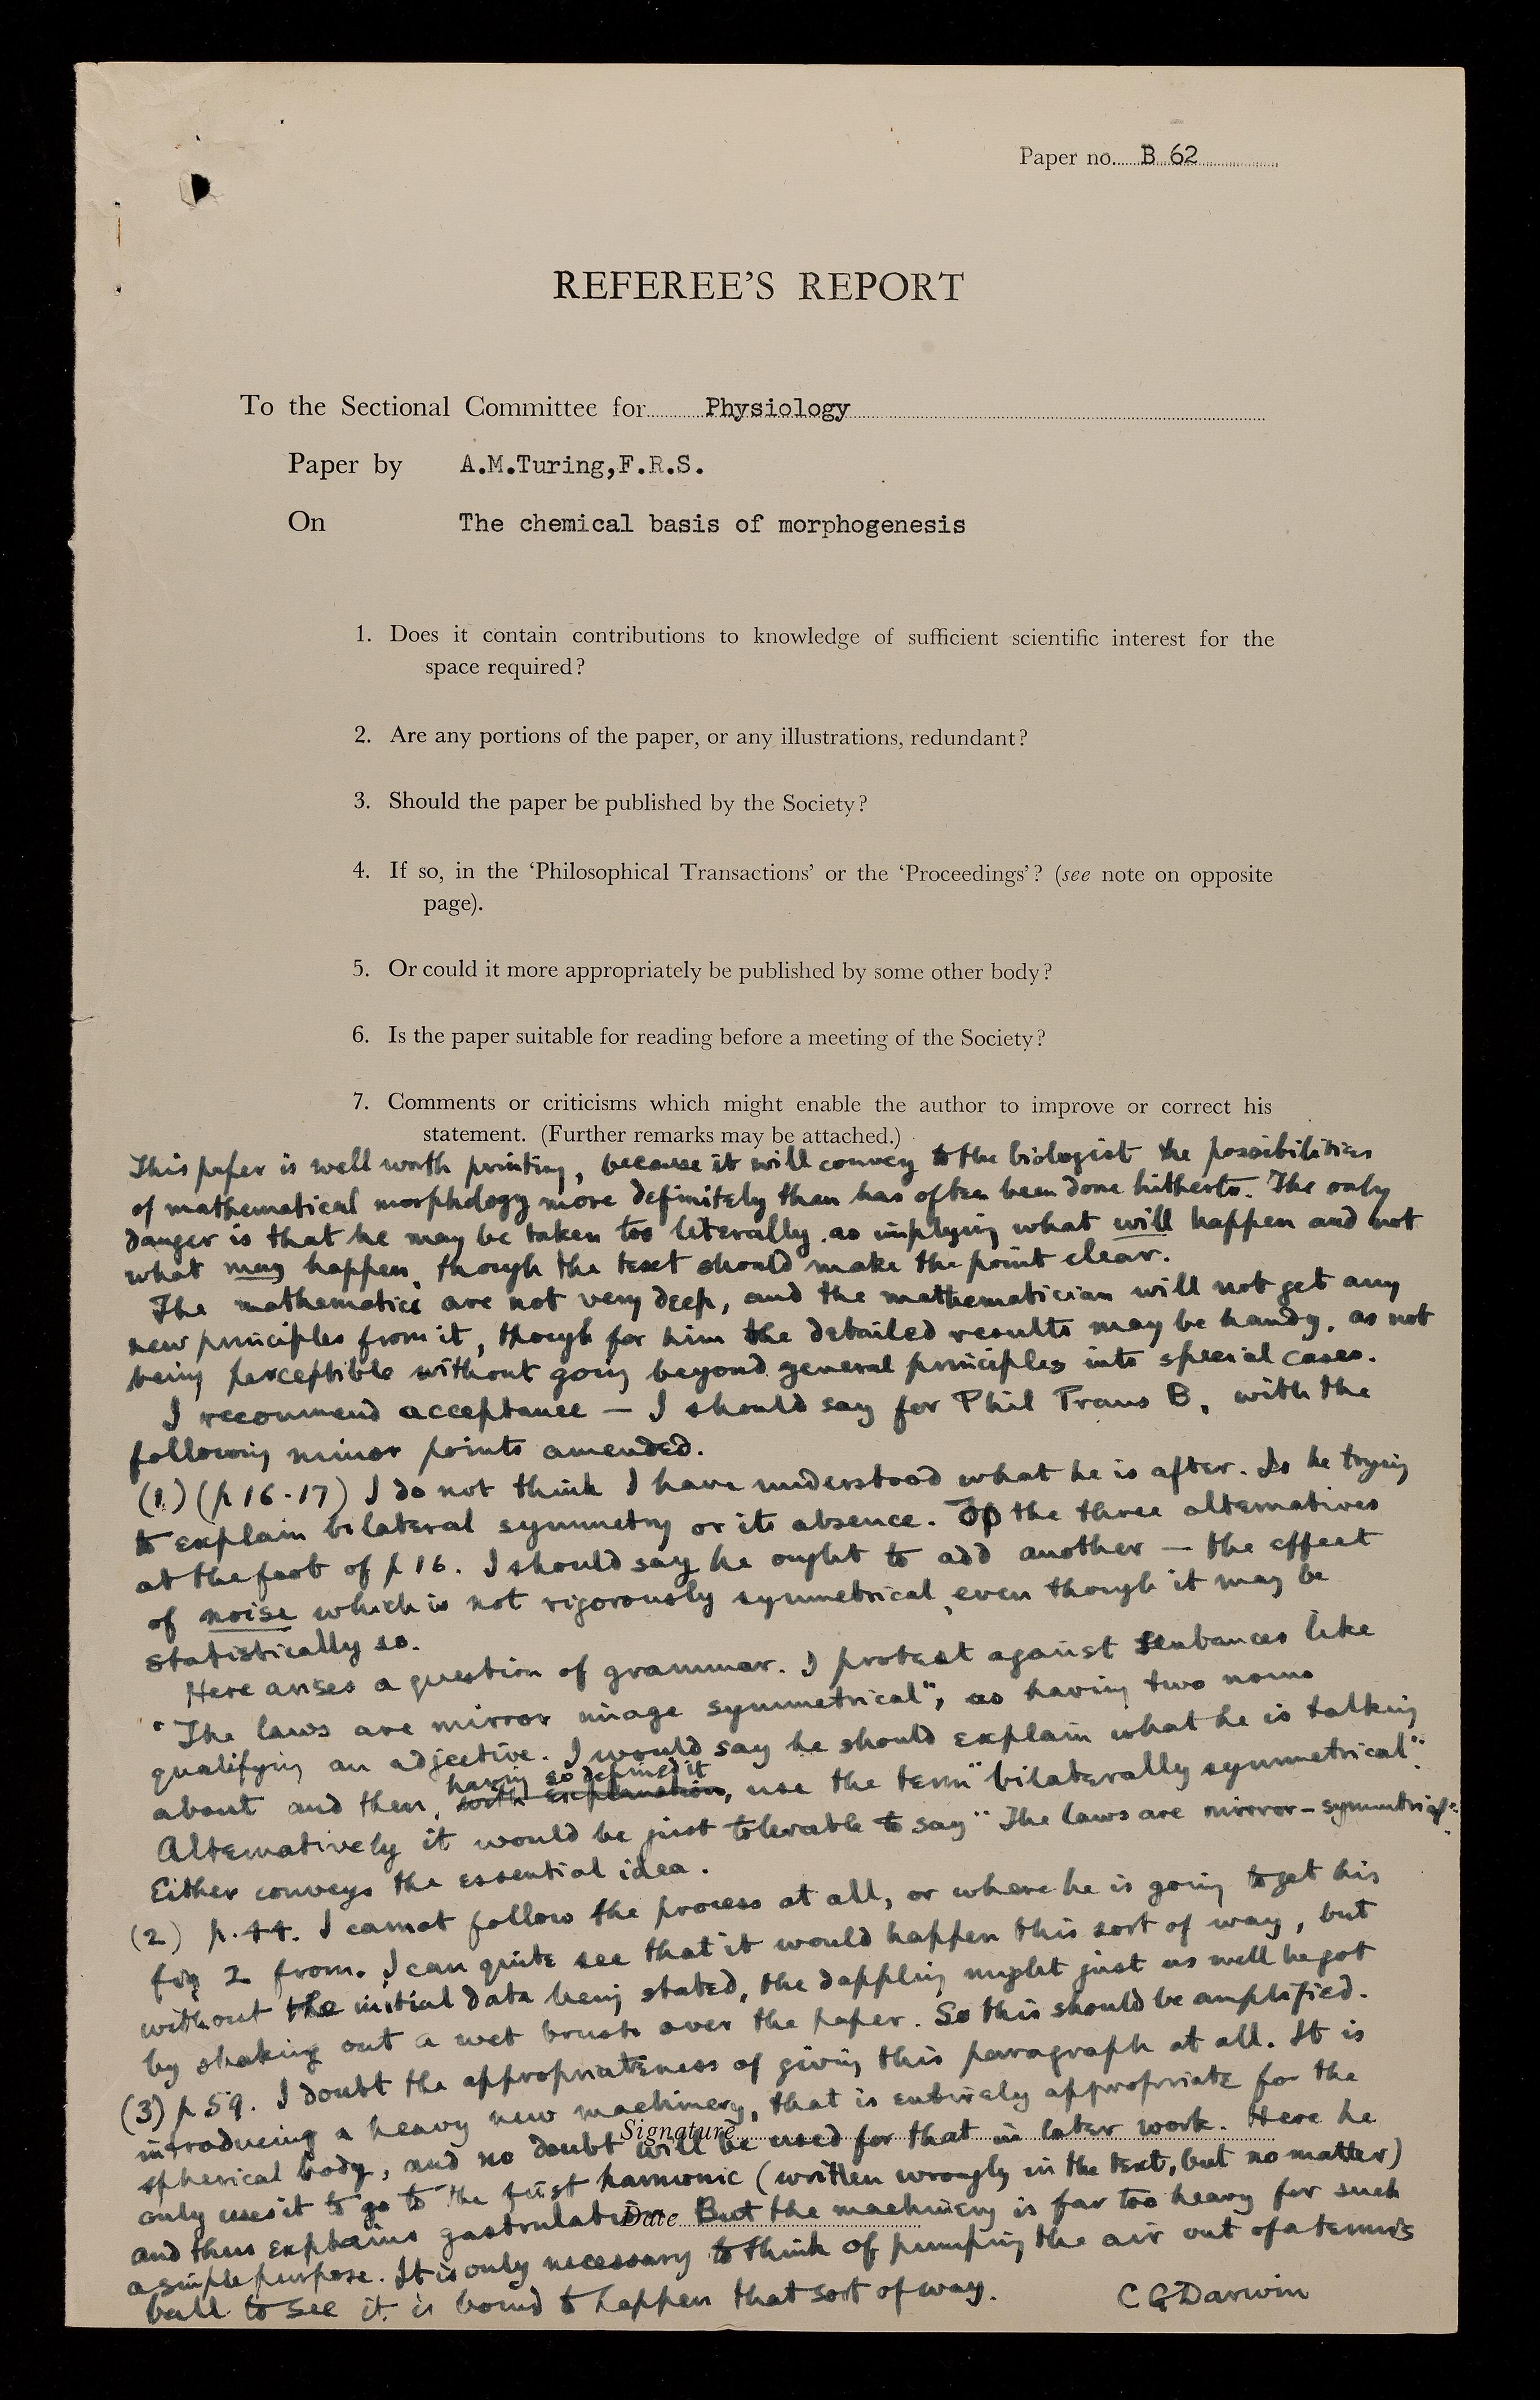 Paper no. B 62
REFEREE'S REPORT
To the Sectional Committee for Physiology
Paper by A.M.Turing,F.R.S.
On The chemical basis of morphogenesis
1. Does it contain contributions to knowledge of sufficient scientific interest for the
space required?
2. Are any portions of the paper, or any illustrations, redundant?
3. Should the paper be published by the Society?
4. If so, in the 'Philosophical Transactions' or the 'Proceedings'? (see note on opposite
page).
5. Or could it more appropriately be published by some other body?
6. Is the paper suitable for reading before a meeting of the Society?
7. Comments or criticisms which might enable the author to improve or correct his
statement. (Further remarks may be attached.)
This paper is well worth printing, because it will convey to the biologist the possibilities
of mathematical morphology more definitely than has often been done hitherto. The only
danger is that he may be taken too literally, as implying what will happen and not
what may happen, though the text should make the point clear.
The mathematics are not very deep, and the mathematician will not get any
new principles from it, though for him the detailed results may be handy, as not
being perceptible without going beyond general principles into special cases.
I recommend acceptance — I should say for Phil Trans B, with the
following minor points amended.
(1) (p 16-17) I do not think I have understood what he is after. Is he trying
to explain bilateral symmetry or its absence. Of the three alternatives
at the foot of p 16. I should say he ought to add another — the effect
of noise which is not rigorously symmetrical, even though it may be
statistically so.
Here arises a question of grammar. I protest against sentances like
"The laws are mirror image symmetrical", as having two nouns
qualifying an adjective. I would say he should explain what he is talking
about and then, having so defined it, use the term "bilaterally symmetrical".
Alternatively it would be just tolerable to say "The laws are mirror-symmetrical".
Either conveys the essential idea.
(2) p. 44. I cannot follow the process at all, or where he is going to get his
fig 2 from. I can quite see that it would happen this sort of way, but
without the initial data being stated, the dappling might just as well be got
by shaking out a wet brush over the paper. So this should be amplified.
(3) p 59. I doubt the appropriateness of giving this paragraph at all. It is
introducing a heavy new machinery, that is entirely appropriate for the
spherical body, and no doubt will be used for that in later work. Here he
Signature
only uses it to go to the first harmonic (written wrongly in the text, but no matter)
and thus explains gastrulation. But the machinery is far too heavy for such
Date
a simple purpose. It is only necessary to think of pumping the air out of a tennis
ball to see it is bound to happen that sort of way.
C G Darwin